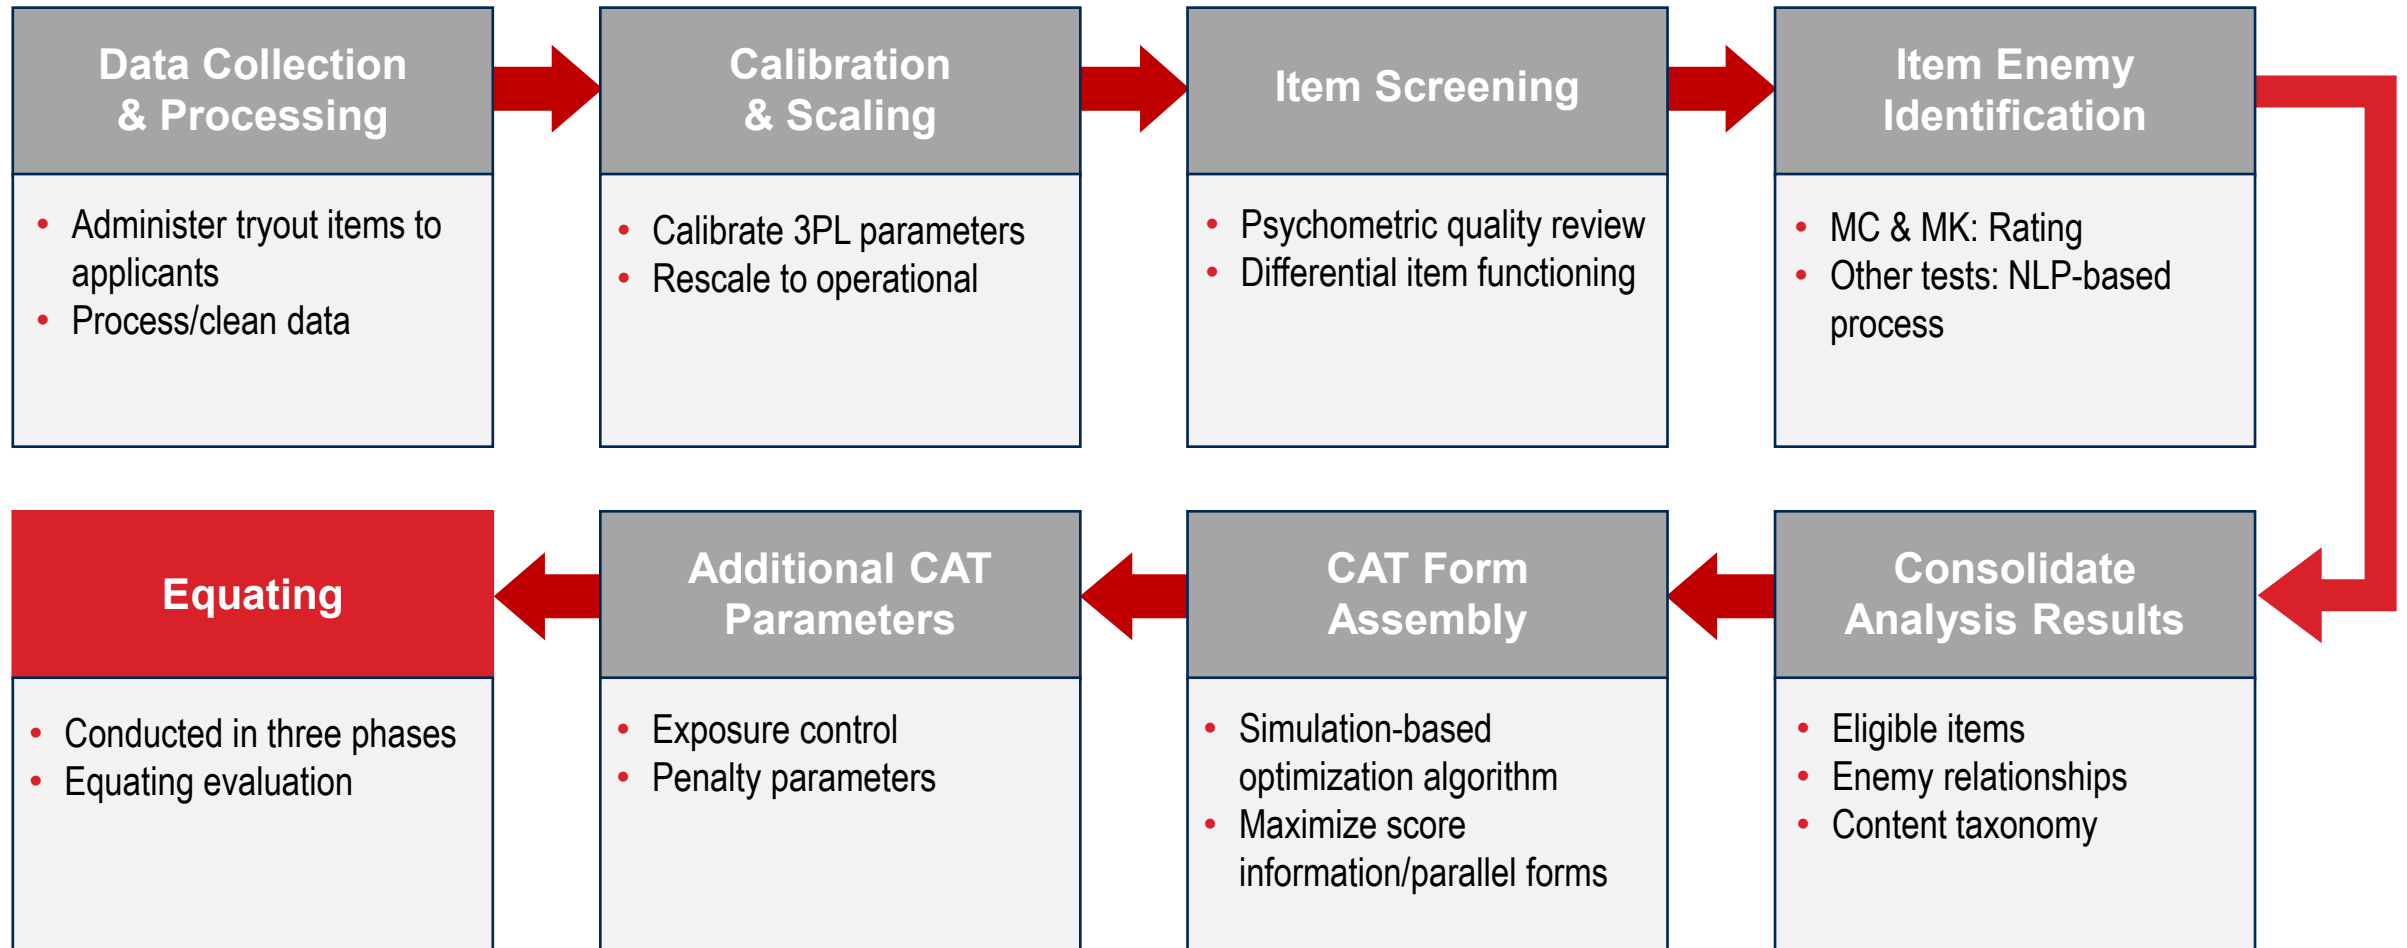 Data Collection
& Processing
• Administer tryout items to
applicants
• Process/clean data
Calibration
& Scaling
• Calibrate 3PL parameters
• Rescale to operational
Item Screening
• Psychometric quality review
• Differential item functioning
Item Enemy
Identification
• MC & MK: Rating
• Other tests: NLP-based
process
Consolidate
Analysis Results
• Eligible items
• Enemy relationships
• Content taxonomy
CAT Form
Assembly
• Simulation-based
optimization algorithm
• Maximize score
information/parallel forms
Additional CAT
Parameters
• Exposure control
• Penalty parameters
Equating
• Conducted in three phases
• Equating evaluation